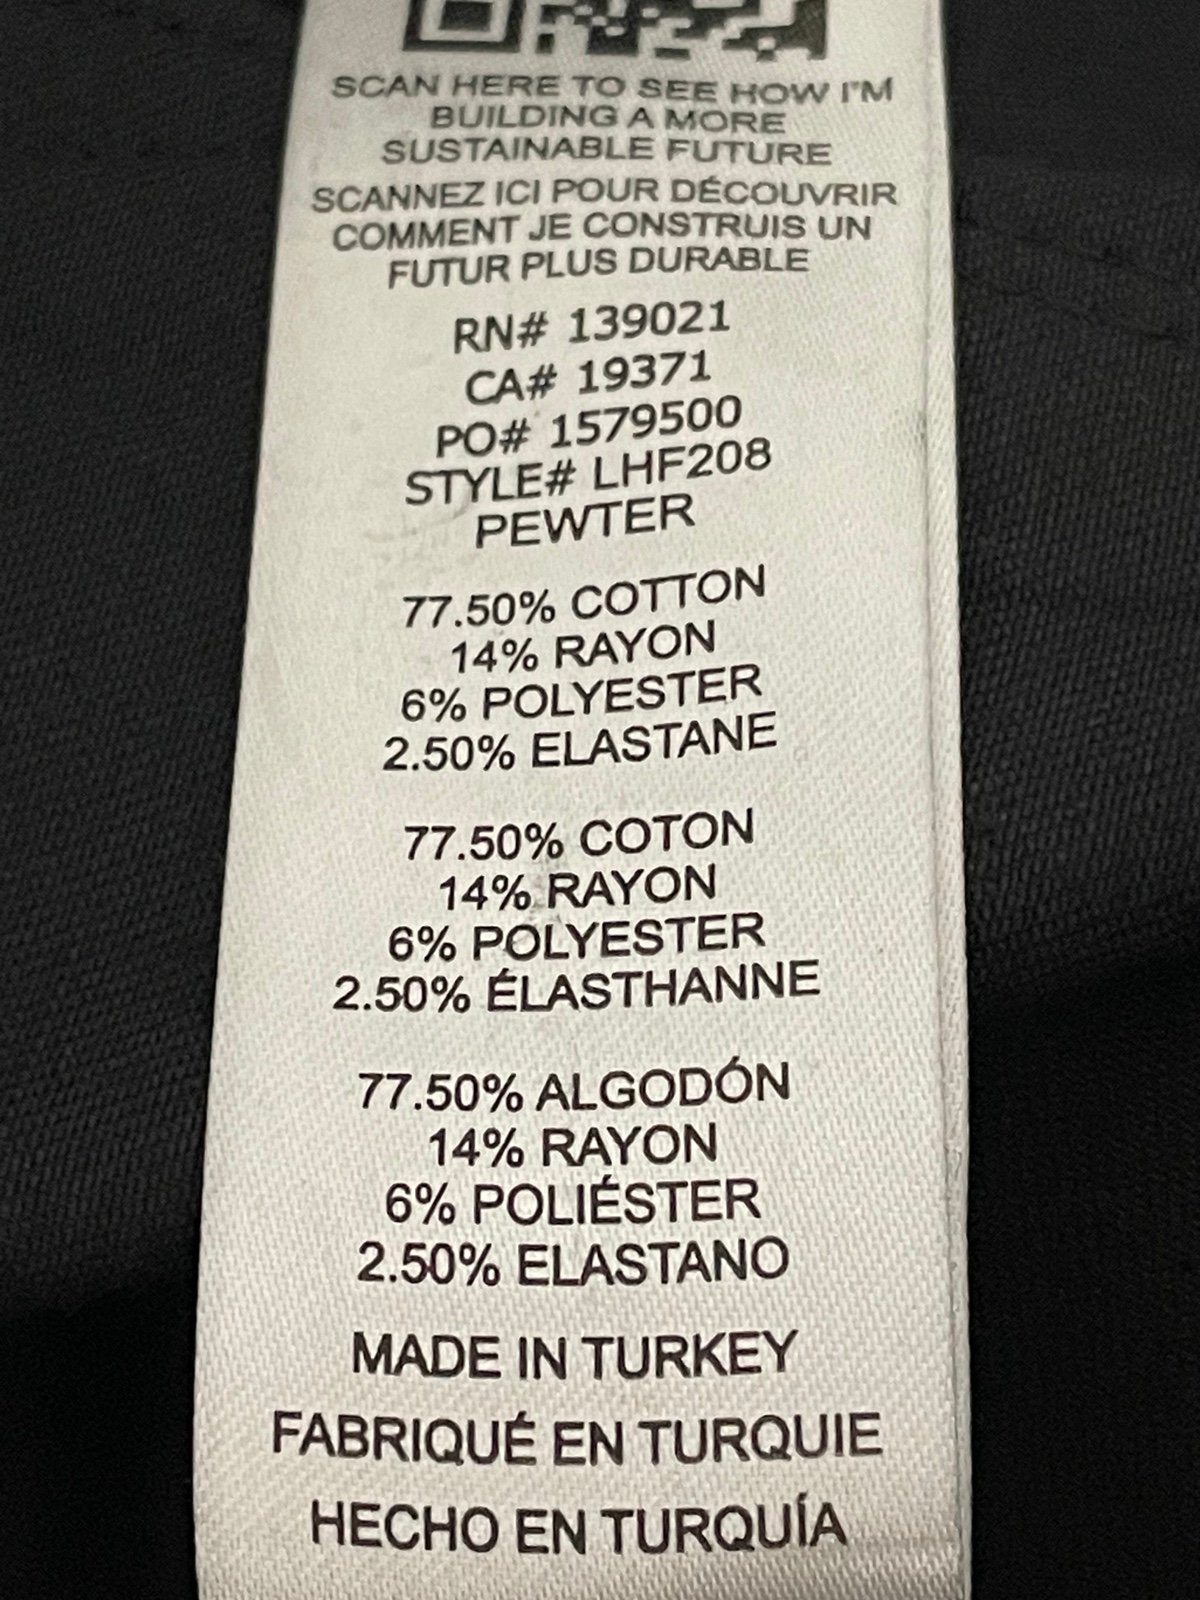 SCAN HERE TO SEE HOW I'M
BUILDING A MORE
SUSTAINABLE FUTURE
SCANNEZ ICI POUR DÉCOUVRIR
COMMENT JE CONSTRUIS UN
FUTUR PLUS DURABLE
RN# 139021
CA# 19371
PO# 1579500
STYLE# LHF208
PEWTER
77.50% COTTON
14% RAYON
6% POLYESTER
2.50% ELASTANE
77.50% COTON
14% RAYON
6% POLYESTER
2.50% ÉLASTHANNE
77.50% ALGODÓN
14% RAYON
6% POLIÉSTER
2.50% ELASTANO
MADE IN TURKEY
FABRIQUÉ EN TURQUIE
HECHO EN TURQUÍA